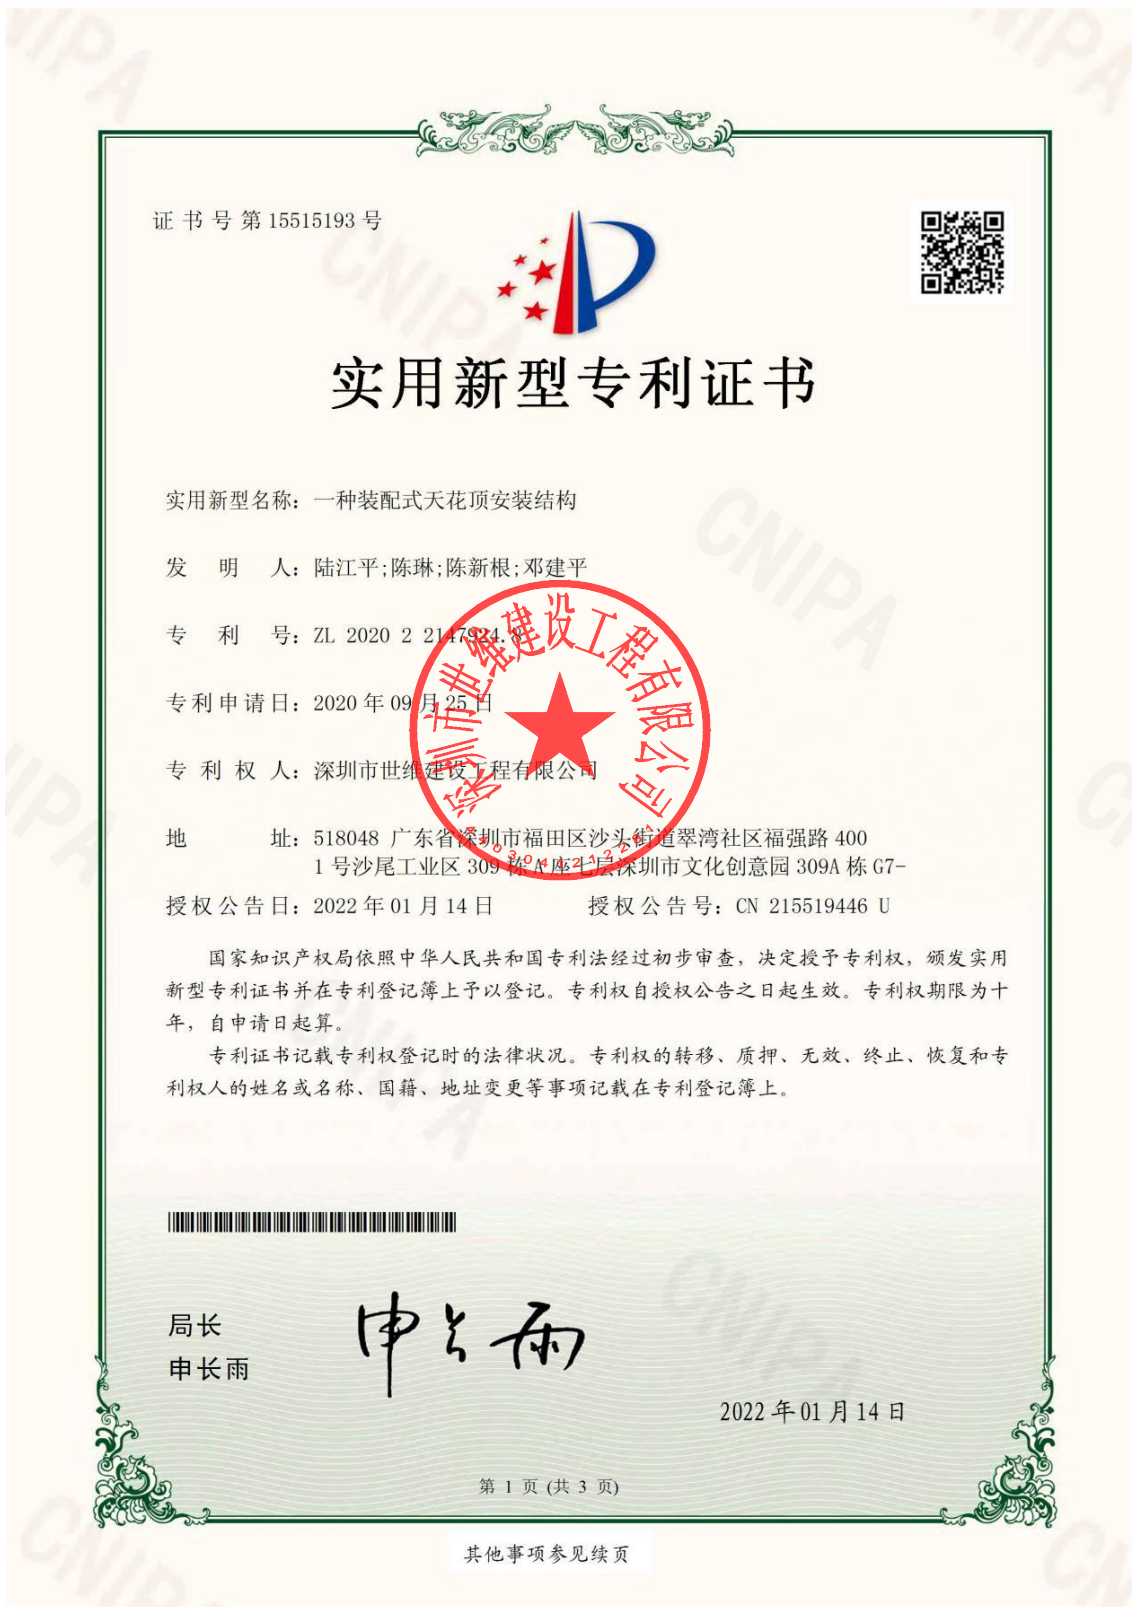 证书号第15515193号
实用新型专利证书
实用新型名称：一种装配式天花顶安装结构
发明人：陆江平;陈琳;陈新根;邓建平
专利号：ZL 2020 2 2147924.8
专利申请日：2020年09月25日
专利权人：深圳市世维建设工程有限公司
地址：518048 广东省深圳市福田区沙头街道翠湾社区福强路400
1号沙尾工业区309栋A座七层深圳市文化创意园309A栋G7-
授权公告日：2022年01月14日 授权公告号：CN 215519446 U
国家知识产权局依照中华人民共和国专利法经过初步审查，决定授予专利权，颁发实用
新型专利证书并在专利登记簿上予以登记。专利权自授权公告之日起生效。专利权期限为十
年，自申请日起算。
专利证书记载专利权登记时的法律状况。专利权的转移、质押、无效、终止、恢复和专
利权人的姓名或名称、国籍、地址变更等事项记载在专利登记簿上。
深圳市世维建设工程有限公司
局长
申长雨
申长雨
2022年01月14日
第 1 页 (共 3 页)
其他事项参见续页
CNIPA
CNIPA
CNIPA
CNIPA
CNIPA